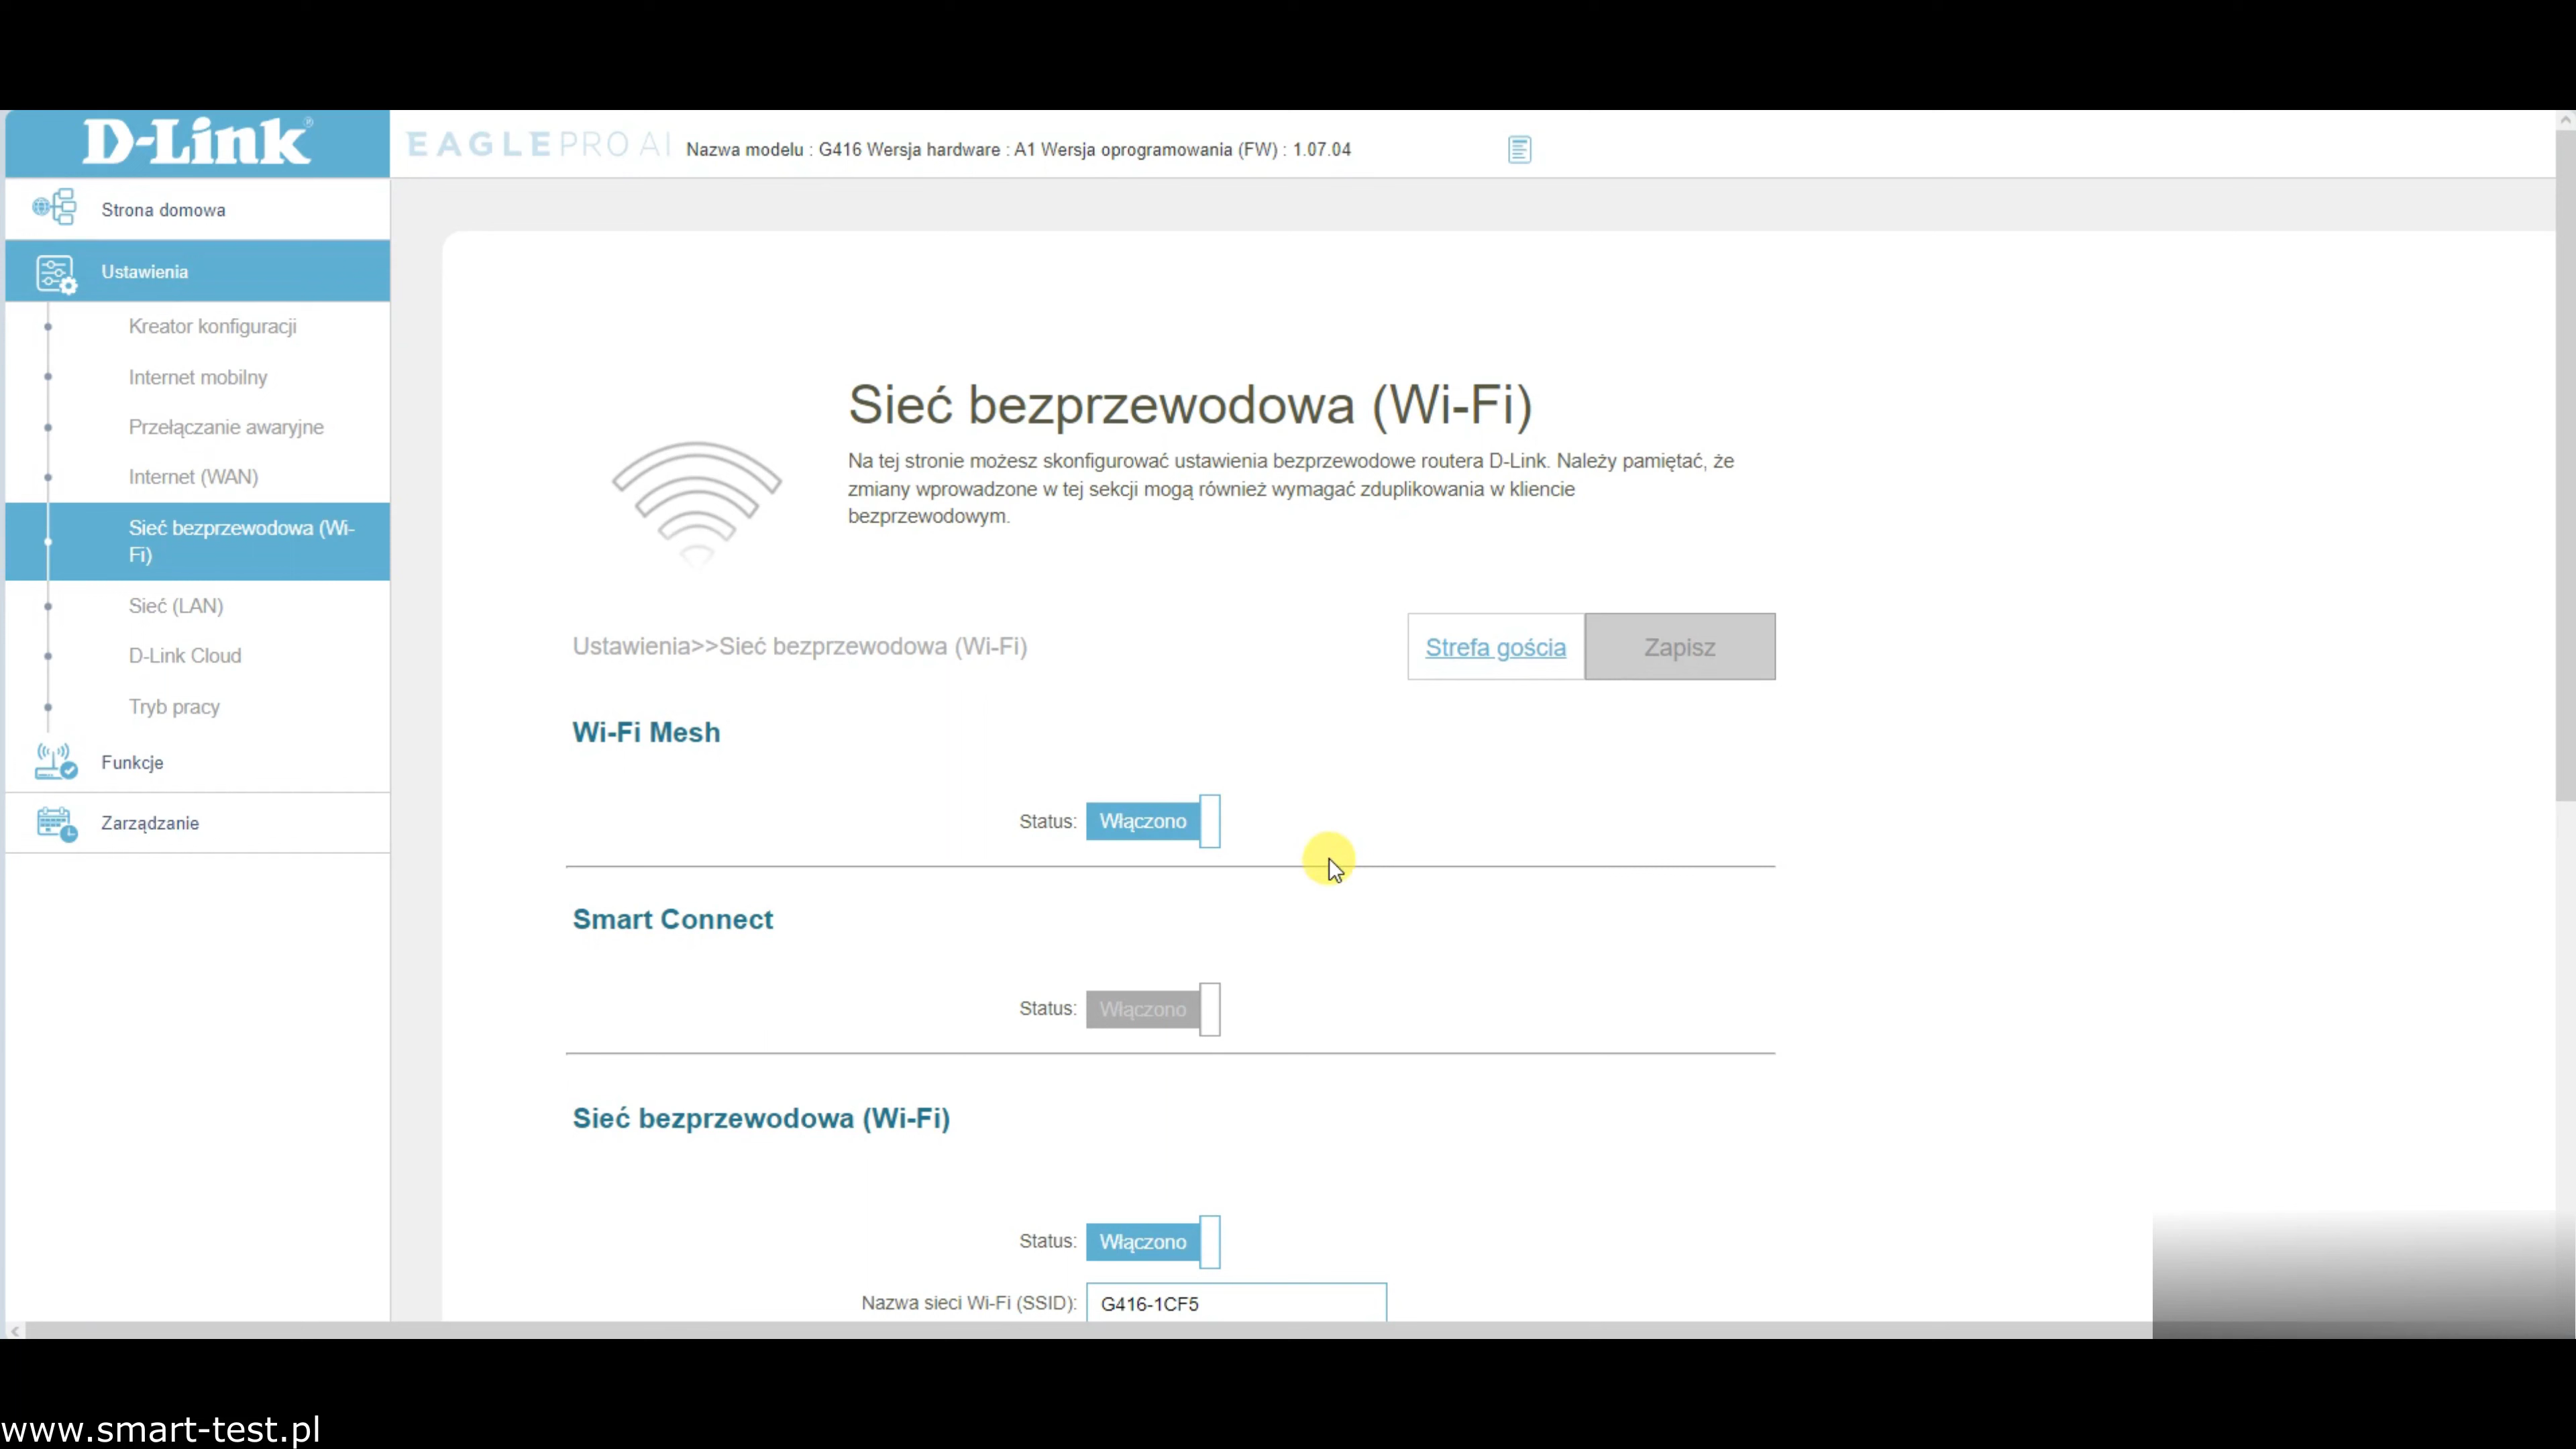 D-Link®
EAGLE PRO AI
Nazwa modelu : G416 Wersja hardware : A1 Wersja oprogramowania (FW) : 1.07.04
Strona domowa
Ustawienia
Kreator konfiguracji
Internet mobilny
Przełączanie awaryjne
Internet (WAN)
Sieć bezprzewodowa (Wi-
Fi)
Sieć (LAN)
D-Link Cloud
Tryb pracy
Funkcje
Zarządzanie
Sieć bezprzewodowa (Wi-Fi)
Na tej stronie możesz skonfigurować ustawienia bezprzewodowe routera D-Link. Należy pamiętać, że
zmiany wprowadzone w tej sekcji mogą również wymagać zduplikowania w kliencie
bezprzewodowym.
Ustawienia>>Sieć bezprzewodowa (Wi-Fi)
Strefa gościa
Zapisz
Wi-Fi Mesh
Status: Włączono
Smart Connect
Status: Włączono
Sieć bezprzewodowa (Wi-Fi)
Status: Włączono
Nazwa sieci Wi-Fi (SSID): G416-1CF5
www.smart-test.pl